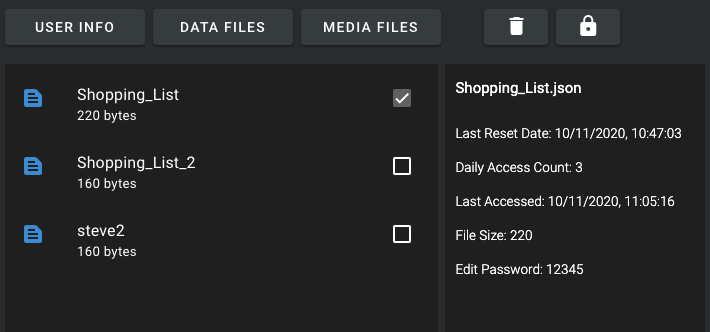 USER INFO DATA FILES MEDIA FILES
Shopping_List
220 bytes
Shopping_List_2
160 bytes
steve2
160 bytes
Shopping_List.json
Last Reset Date: 10/11/2020, 10:47:03
Daily Access Count: 3
Last Accessed: 10/11/2020, 11:05:16
File Size: 220
Edit Password: 12345